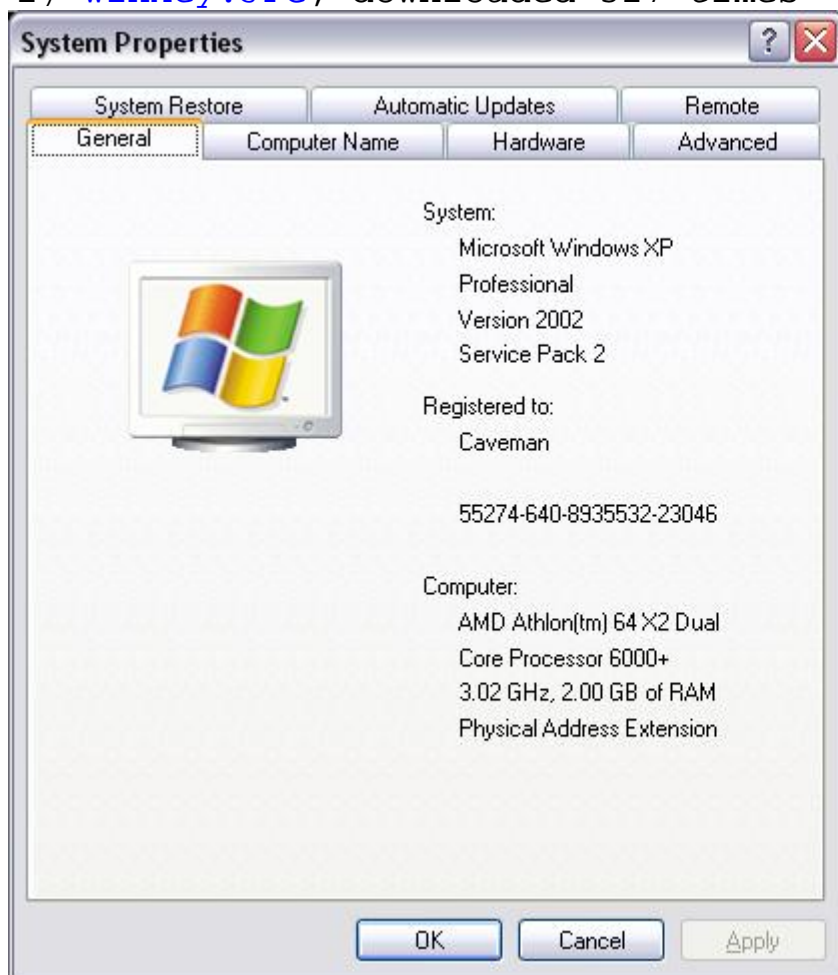 System Properties
System Restore Automatic Updates Remote
General Computer Name Hardware Advanced
System:
Microsoft Windows XP
Professional
Version 2002
Service Pack 2
Registered to:
Caveman
55274-640-8935532-23046
Computer:
AMD Athlon(tm) 64 X2 Dual
Core Processor 6000+
3.02 GHz, 2.00 GB of RAM
Physical Address Extension
OK Cancel Apply